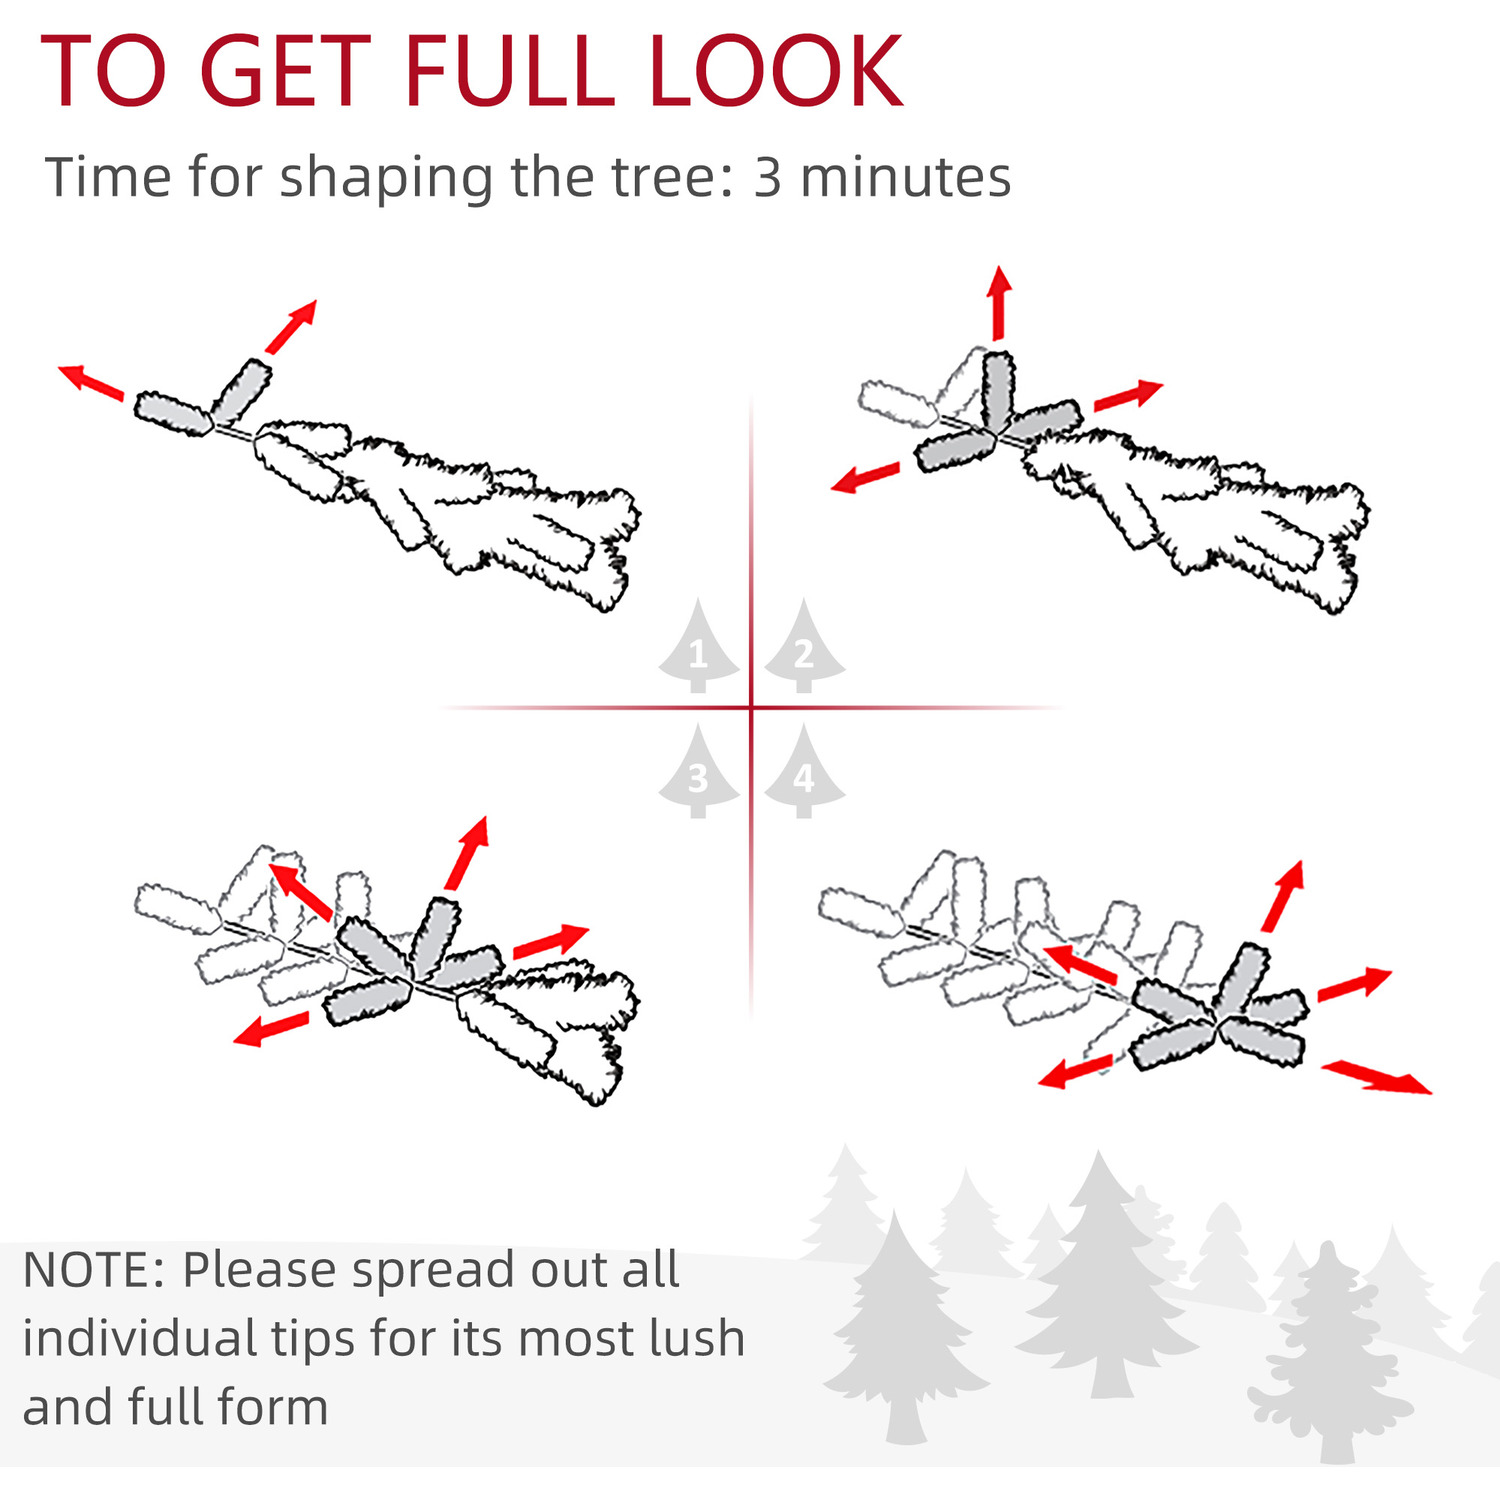 TO GET FULL LOOK
Time for shaping the tree: 3 minutes
1
2
3
4
NOTE: Please spread out all
individual tips for its most lush
and full form